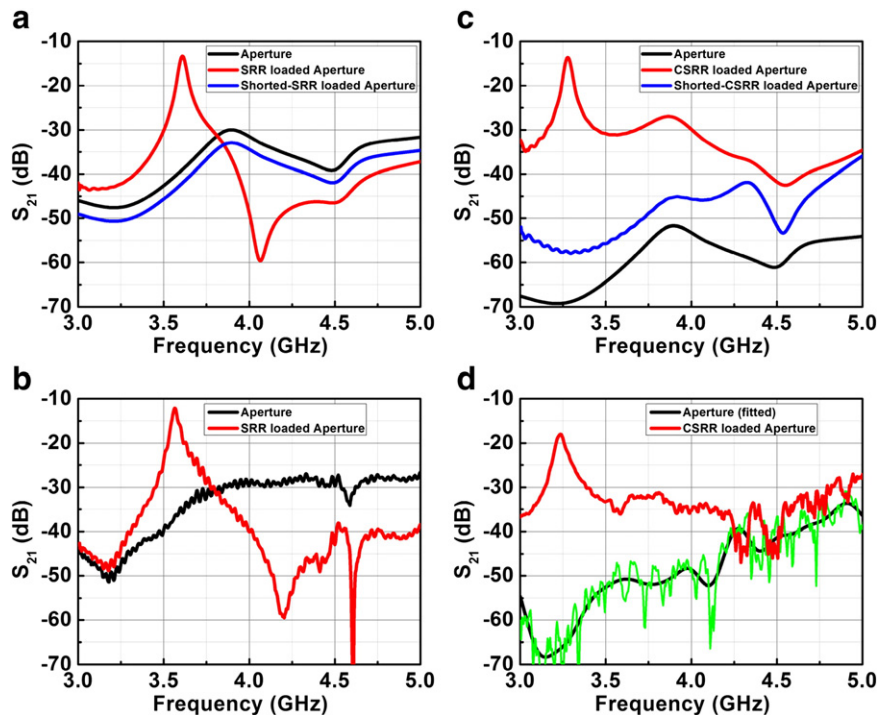 a
-10
-20
-30
-40
-50
-60
-70
S21 (dB)
Aperture
SRR loaded Aperture
Shorted-SRR loaded Aperture
3.0 3.5 4.0 4.5 5.0
Frequency (GHz)
c
-10
-20
-30
-40
-50
-60
-70
S21 (dB)
Aperture
CSRR loaded Aperture
Shorted-CSRR loaded Aperture
3.0 3.5 4.0 4.5 5.0
Frequency (GHz)
b
-10
-20
-30
-40
-50
-60
-70
S21 (dB)
Aperture
SRR loaded Aperture
3.0 3.5 4.0 4.5 5.0
Frequency (GHz)
d
-10
-20
-30
-40
-50
-60
-70
S21 (dB)
Aperture (fitted)
CSRR loaded Aperture
3.0 3.5 4.0 4.5 5.0
Frequency (GHz)